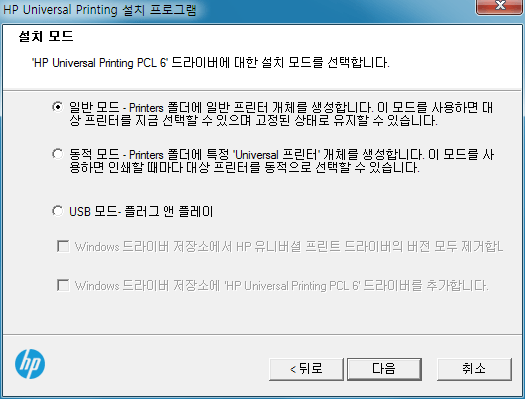 HP Universal Printing 설치 프로그램
설치 모드
'HP Universal Printing PCL 6' 드라이버에 대한 설치 모드를 선택합니다.
일반 모드 - Printers 폴더에 일반 프린터 개체를 생성합니다. 이 모드를 사용하면 대
상 프린터를 지금 선택할 수 있으며 고정된 상태로 유지할 수 있습니다.
동적 모드 - Printers 폴더에 특정 'Universal 프린터' 개체를 생성합니다. 이 모드를 사
용하면 인쇄할 때마다 대상 프린터를 동적으로 선택할 수 있습니다.
USB 모드- 플러그 앤 플레이
Windows 드라이버 저장소에서 HP 유니버설 프린트 드라이버의 버전 모두 제거합L
Windows 드라이버 저장소에 'HP Universal Printing PCL 6' 드라이버를 추가합니다.
hp
< 뒤로
다음
취소